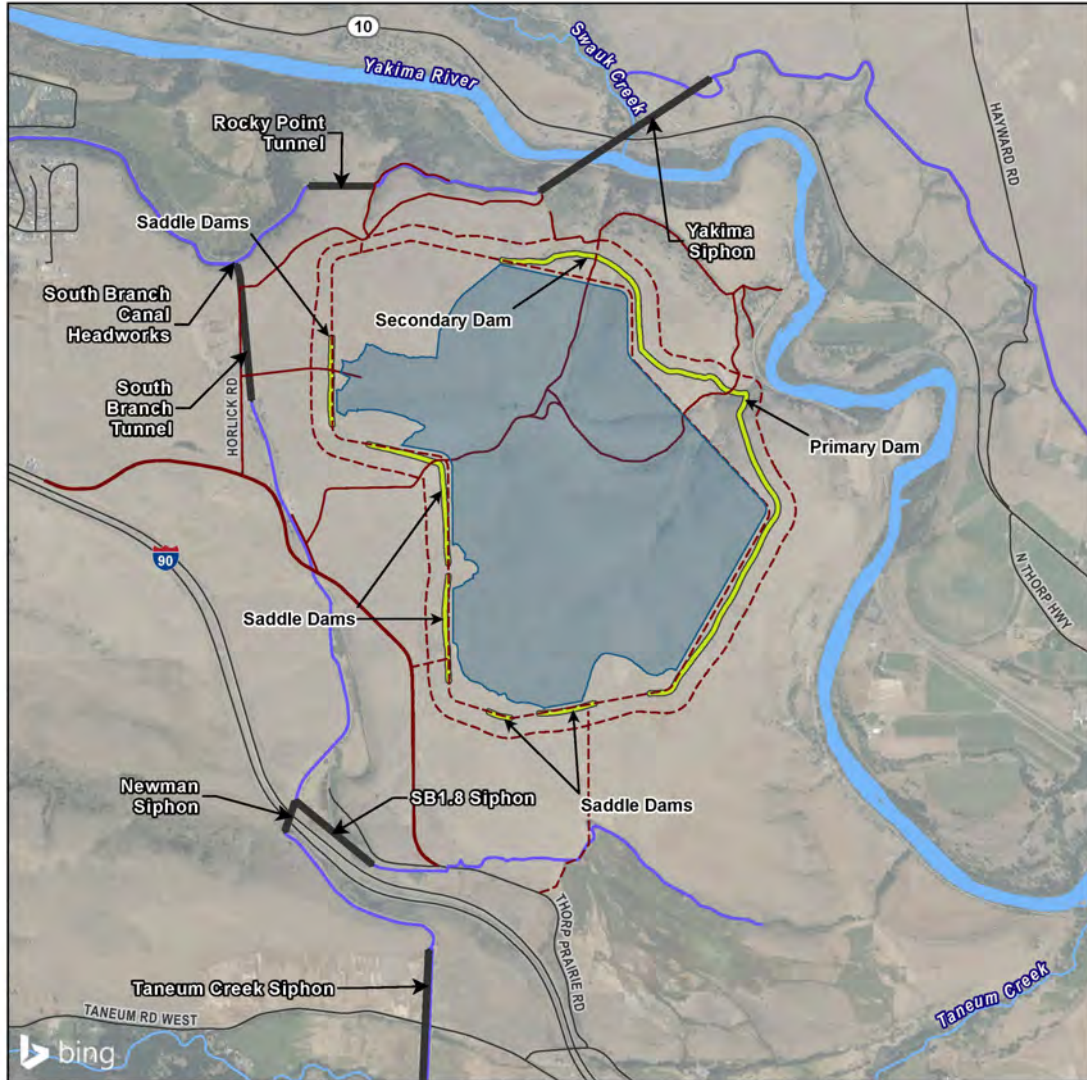 10
Swauk Creek
Yakima River
HAYWARD RD
Rocky Point
Tunnel
Saddle Dams
Yakima
Siphon
South Branch
Canal
Headworks
Secondary Dam
South
Branch
Tunnel
HORLICK RD
Primary Dam
90
N THORP HWY
Saddle Dams
Newman
Siphon
SB1.8 Siphon
Saddle Dams
THORP PRAIRIE RD
Taneum Creek Siphon
Taneum Creek
TANEUM RD WEST
bing